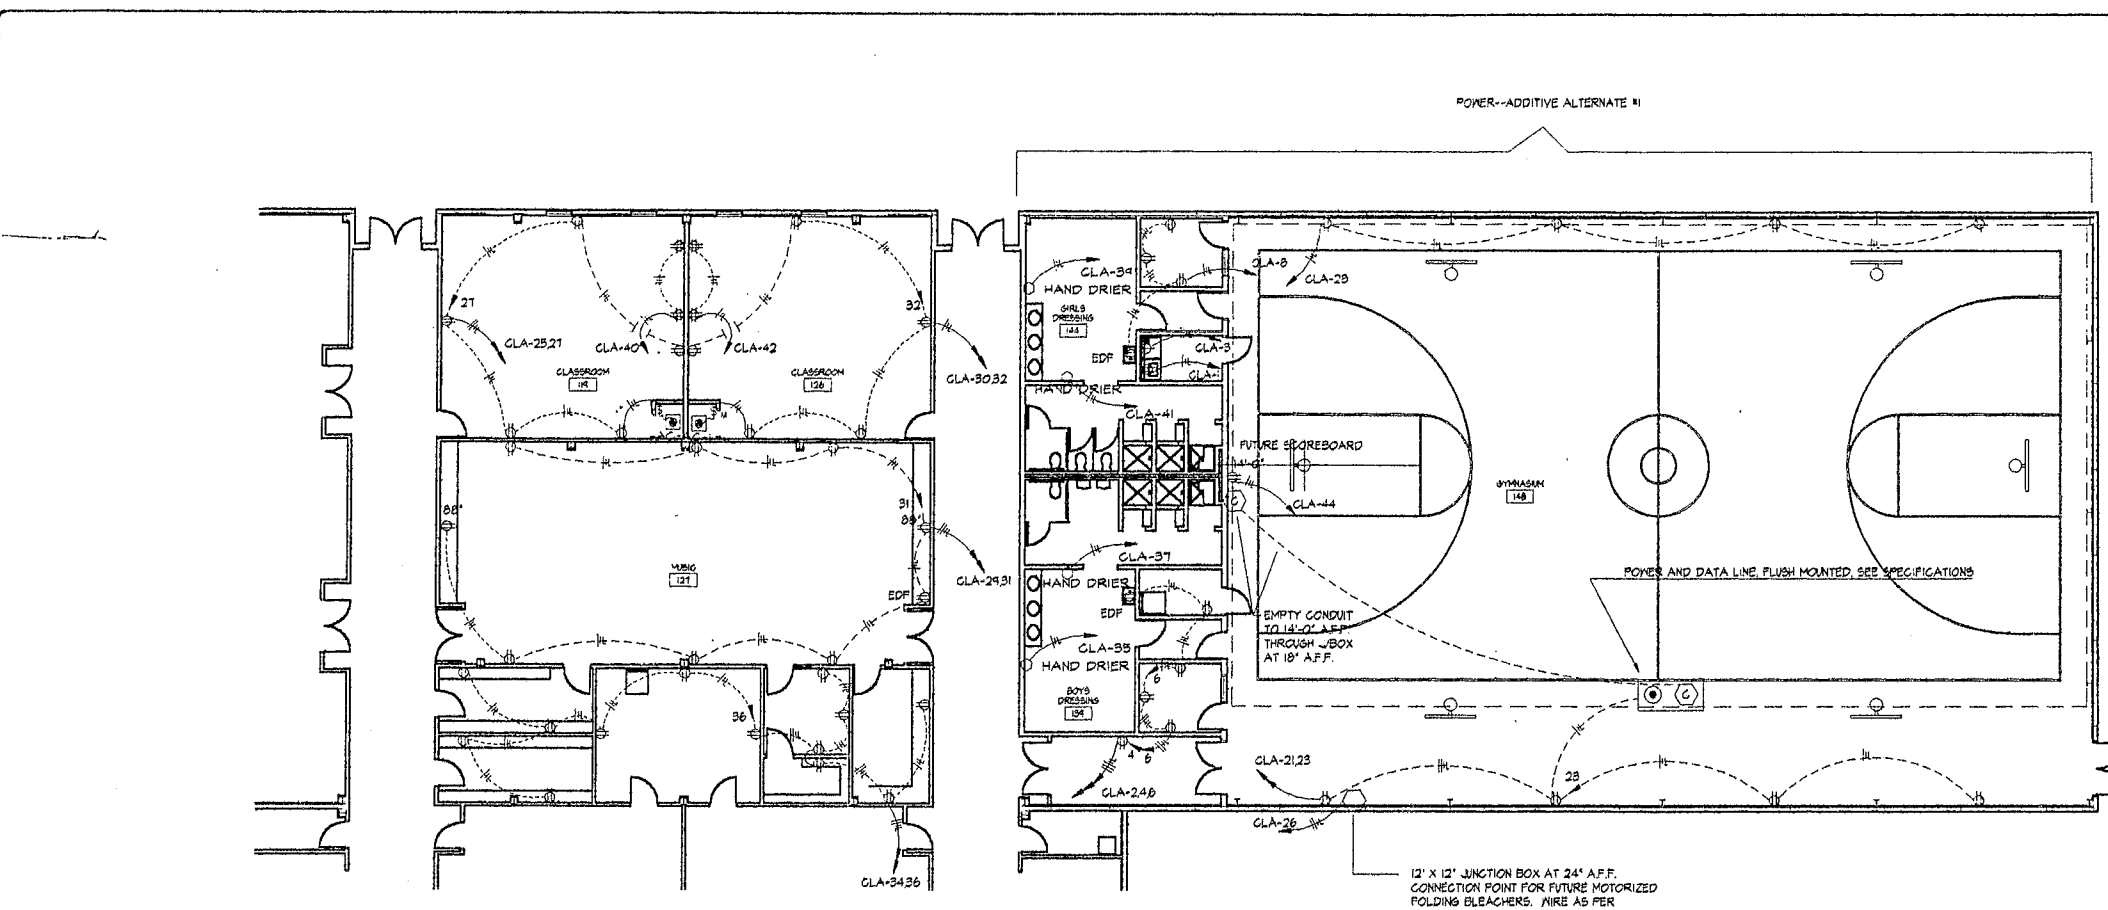 POWER--ADDITIVE ALTERNATE #1
27
CLA-25,27
CLA-40
CLA-42
32
CLA-30,32
CLASSROOM
119
CLASSROOM
126
CLA-39
HAND DRIER
GIRLS
DRESSING
EDF
CLA-8
CLA-3
CLA-1
HAND DRIER
CLA-41
FUTURE SCOREBOARD
CLA-44
GYMNASIUM
148
88"
31
88"
MUSIC
127
CLA-29,31
EDF
CLA-37
HAND DRIER
EDF
POWER AND DATA LINE, FLUSH MOUNTED, SEE SPECIFICATIONS
EMPTY CONDUIT
TO 14'-0" A.F.F.
THROUGH J-BOX
AT 18" A.F.F.
CLA-35
HAND DRIER
BOYS
DRESSING
6
C
C
36
4
6
CLA-2,4,6
CLA-34,36
CLA-21,23
23
CLA-26
12" X 12" JUNCTION BOX AT 24" A.F.F.
CONNECTION POINT FOR FUTURE MOTORIZED
FOLDING BLEACHERS. WIRE AS PER